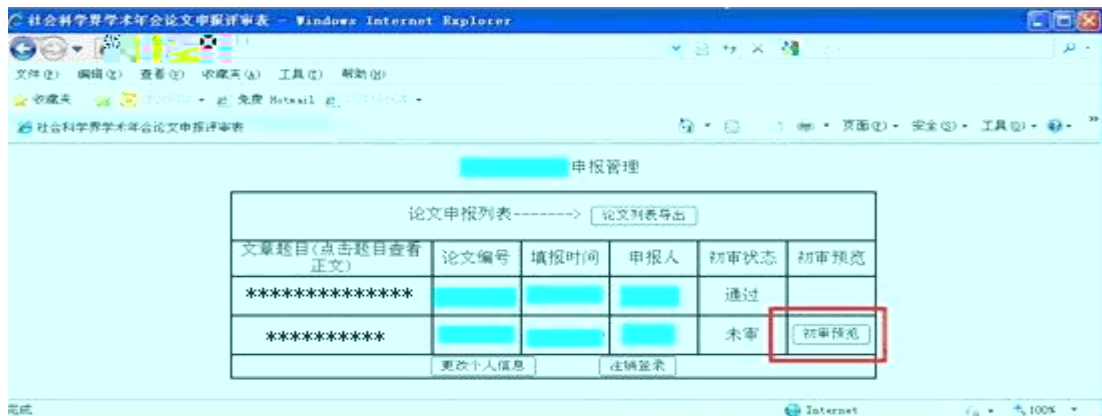 社会科学界学术年会论文申报评审表 - Windows Internet Explorer
文件(F) 编辑(E) 查看(V) 收藏夹(A) 工具(T) 帮助(H)
收藏夹 免费 Hotmail
社会科学界学术年会论文申报评审表 页面(P) 安全(S) 工具(O)
申报管理
论文申报列表-------> 论文列表导出
文章题目(点击题目查看正文) 论文编号 填报时间 申报人 初审状态 初审预览
************** 通过
********** 未审 初审预览
更改个人信息 注销登录
完成 Internet 100%